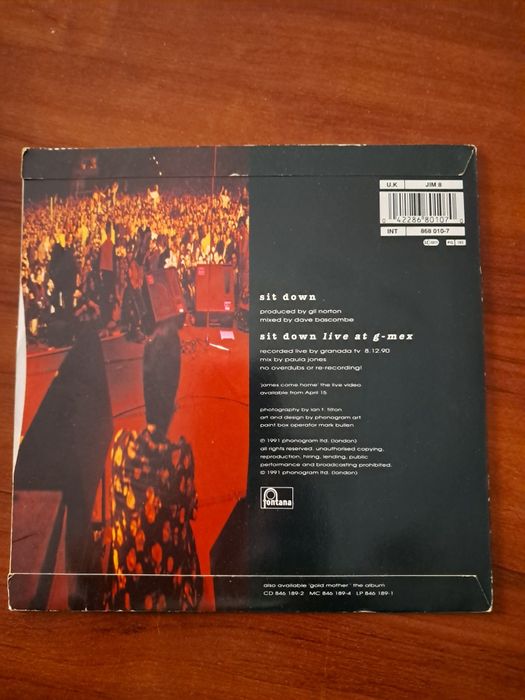 U.K JIM 8
0 42286 80107 0
INT 868 010-7
sit down
produced by gil norton
mixed by dave bascombe
sit down live at g-mex
recorded live by granada tv 8.12.90
mix by paula jones
no overdubs or re-recording!
'james come home' the live video
available from April 15
photography by ian t. tilton
art and design by phonogram art
paint box operator mark bullen
℗ 1991 phonogram ltd. (london)
all rights reserved. unauthorised copying,
reproduction, hiring, lending, public
performance and broadcasting prohibited.
© 1991 phonogram ltd. (london)
fontana
also available 'gold mother' the album
CD 846 189-2 MC 846 189-4 LP 846 189-1